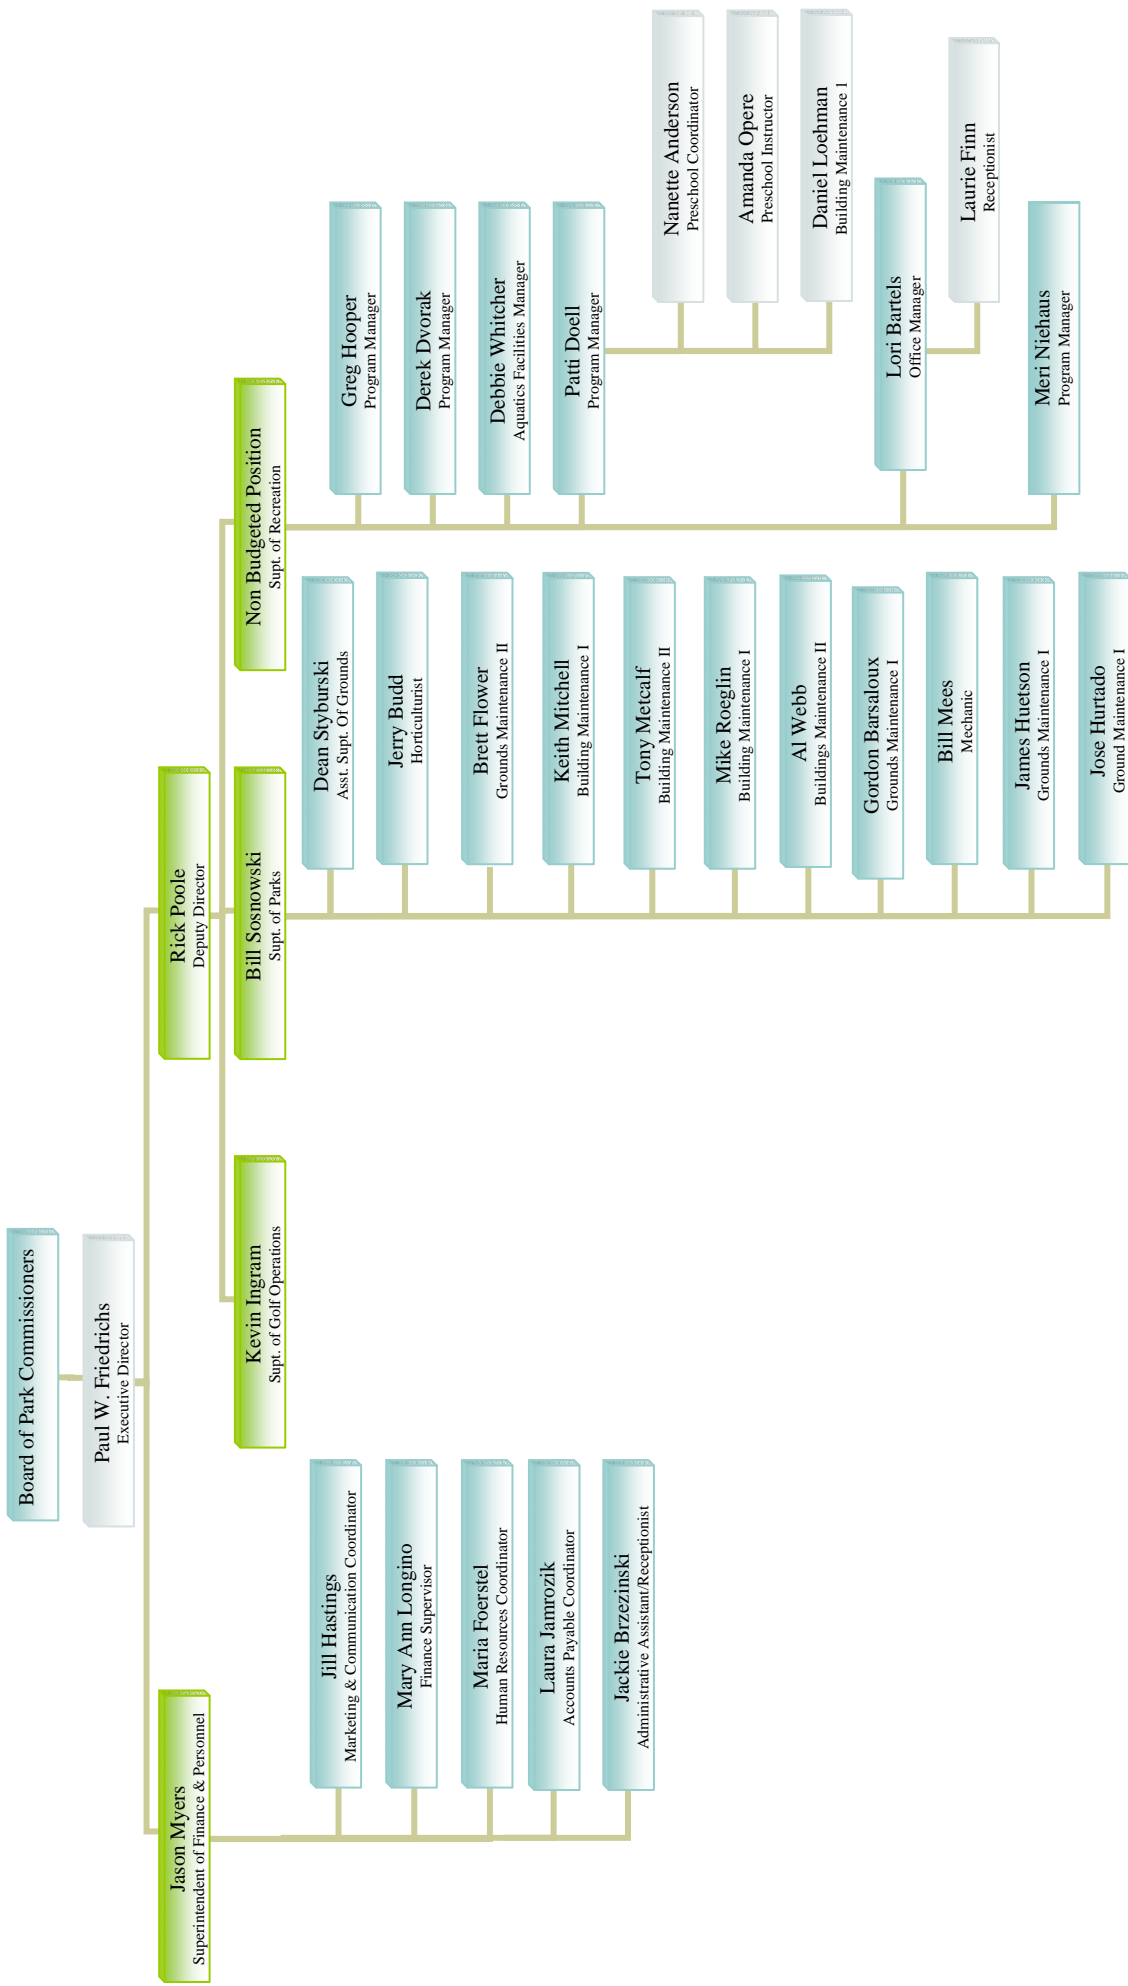 Board of Park Commissioners
Paul W. Friedrichs
Executive Director
Jason Myers
Superintendent of Finance & Personnel
Jill Hastings
Marketing & Communication Coordinator
Mary Ann Longino
Finance Supervisor
Maria Foerstel
Human Resources Coordinator
Laura Jamrozik
Accounts Payable Coordinator
Jackie Brzezinski
Administrative Assistant/Receptionist
Rick Poole
Deputy Director
Kevin Ingram
Supt. of Golf Operations
Bill Sosnowski
Supt. of Parks
Dean Styburski
Asst. Supt. Of Grounds
Jerry Budd
Horticulturist
Brett Flower
Grounds Maintenance II
Keith Mitchell
Building Maintenance I
Tony Metcalf
Building Maintenance II
Mike Roeglin
Building Maintenance I
Al Webb
Buildings Maintenance II
Gordon Barsaloux
Grounds Maintenance I
Bill Mees
Mechanic
James Huetson
Grounds Maintenance I
Jose Hurtado
Ground Maintenance I
Non Budgeted Position
Supt. of Recreation
Greg Hooper
Program Manager
Derek Dvorak
Program Manager
Debbie Whitcher
Aquatics Facilities Manager
Patti Doell
Program Manager
Nanette Anderson
Preschool Coordinator
Amanda Opere
Preschool Instructor
Daniel Loehman
Building Maintenance 1
Lori Bartels
Office Manager
Laurie Finn
Receptionist
Meri Niehaus
Program Manager